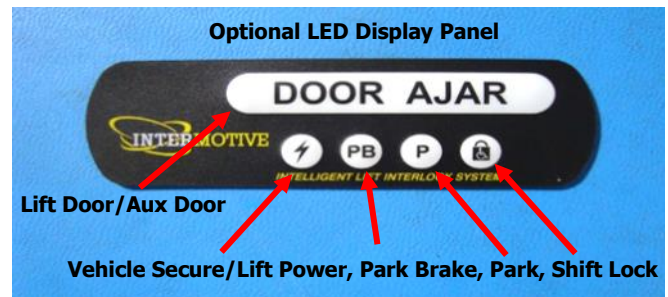 Optional LED Display Panel
DOOR AJAR
INTERMOTIVE
PB P
INTELLIGENT LIFT INTERLOCK SYSTEM
Lift Door/Aux Door
Vehicle Secure/Lift Power, Park Brake, Park, Shift Lock